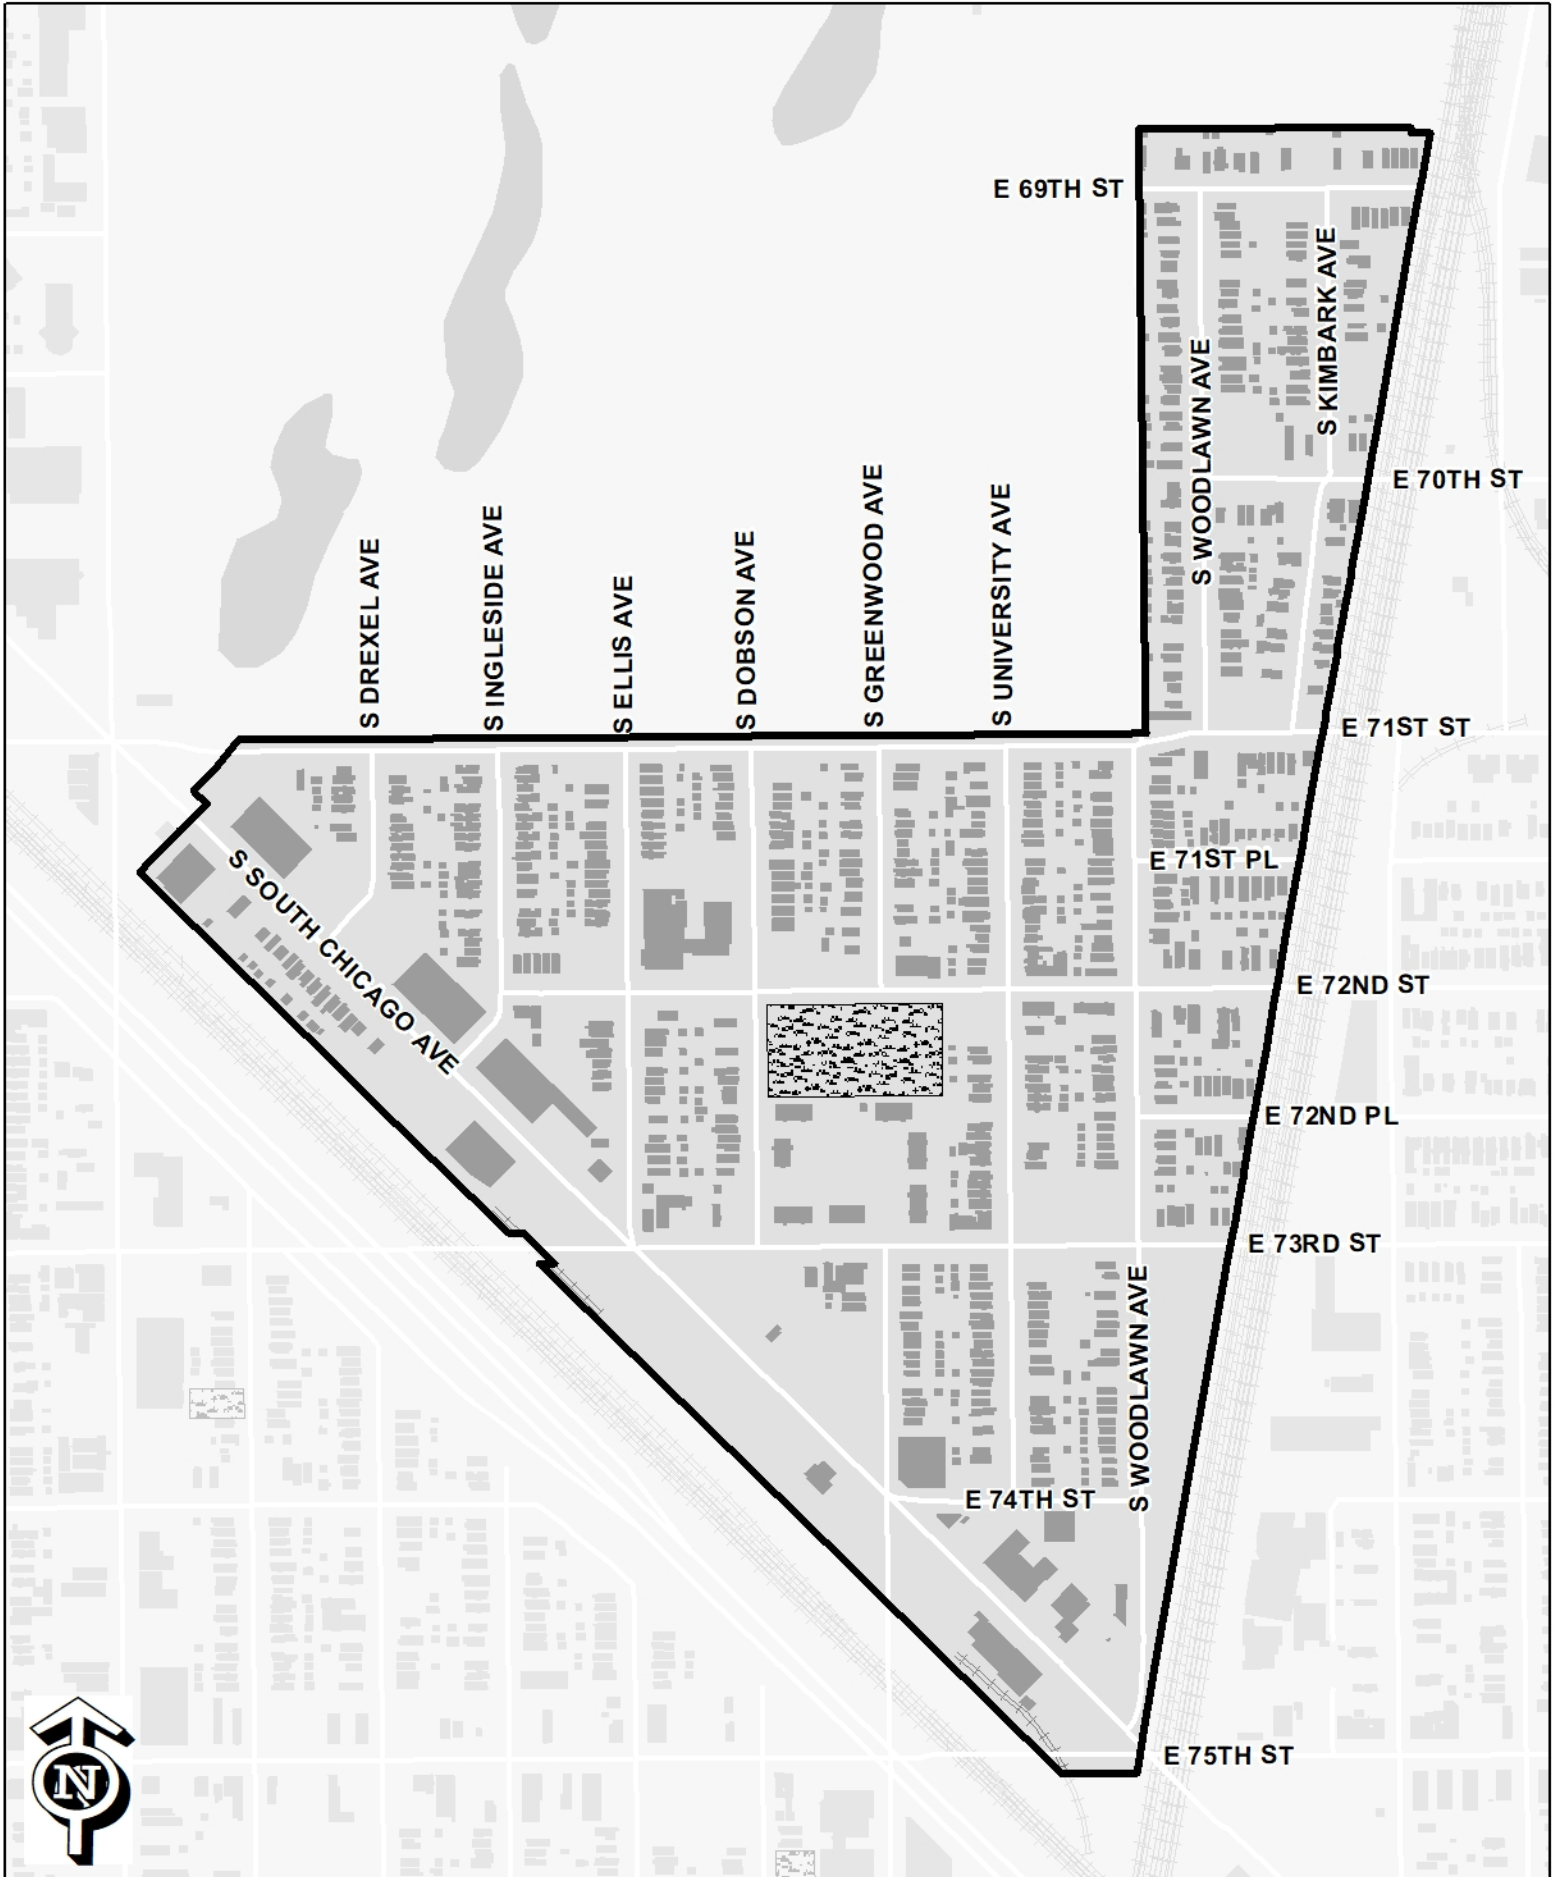 E 69TH ST
S KIMBARK AVE
S WOODLAWN AVE
E 70TH ST
S DREXEL AVE
S INGLESIDE AVE
S ELLIS AVE
S DOBSON AVE
S GREENWOOD AVE
S UNIVERSITY AVE
E 71ST ST
E 71ST PL
S SOUTH CHICAGO AVE
E 72ND ST
E 72ND PL
E 73RD ST
S WOODLAWN AVE
E 74TH ST
E 75TH ST
N